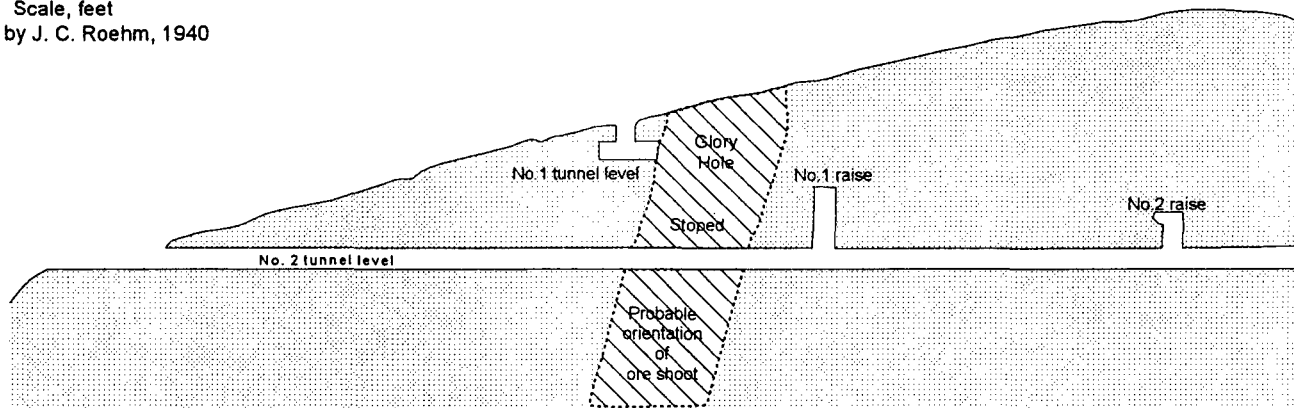 Scale, feet
by J. C. Roehm, 1940
Glory
Hole
No.1 tunnel level
No.1 raise
No.2 raise
Stoped
No. 2 tunnel level
Probable
orientation
of
ore shoot